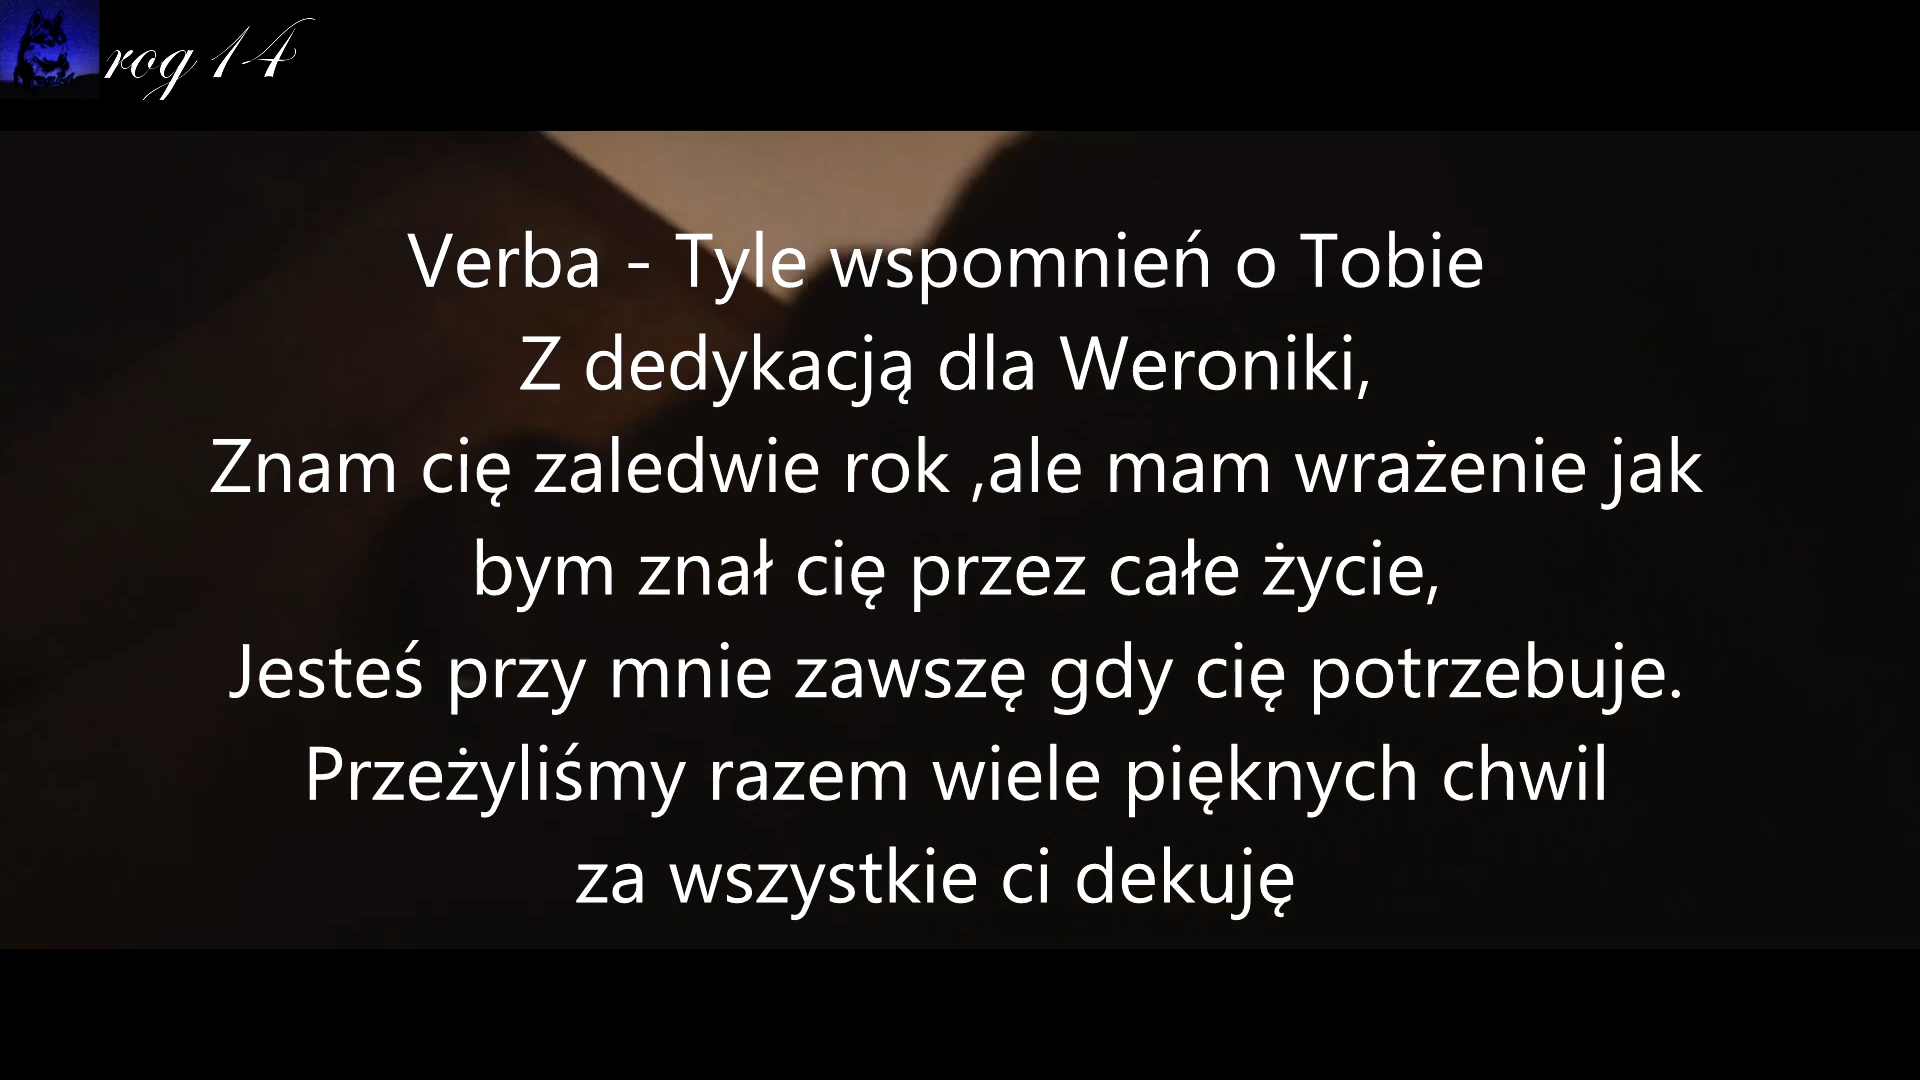 rog14
Verba - Tyle wspomnień o Tobie
Z dedykacją dla Weroniki,
Znam cię zaledwie rok ,ale mam wrażenie jak
bym znał cię przez całe życie,
Jesteś przy mnie zawszę gdy cię potrzebuje.
Przeżyliśmy razem wiele pięknych chwil
za wszystkie ci dekuję